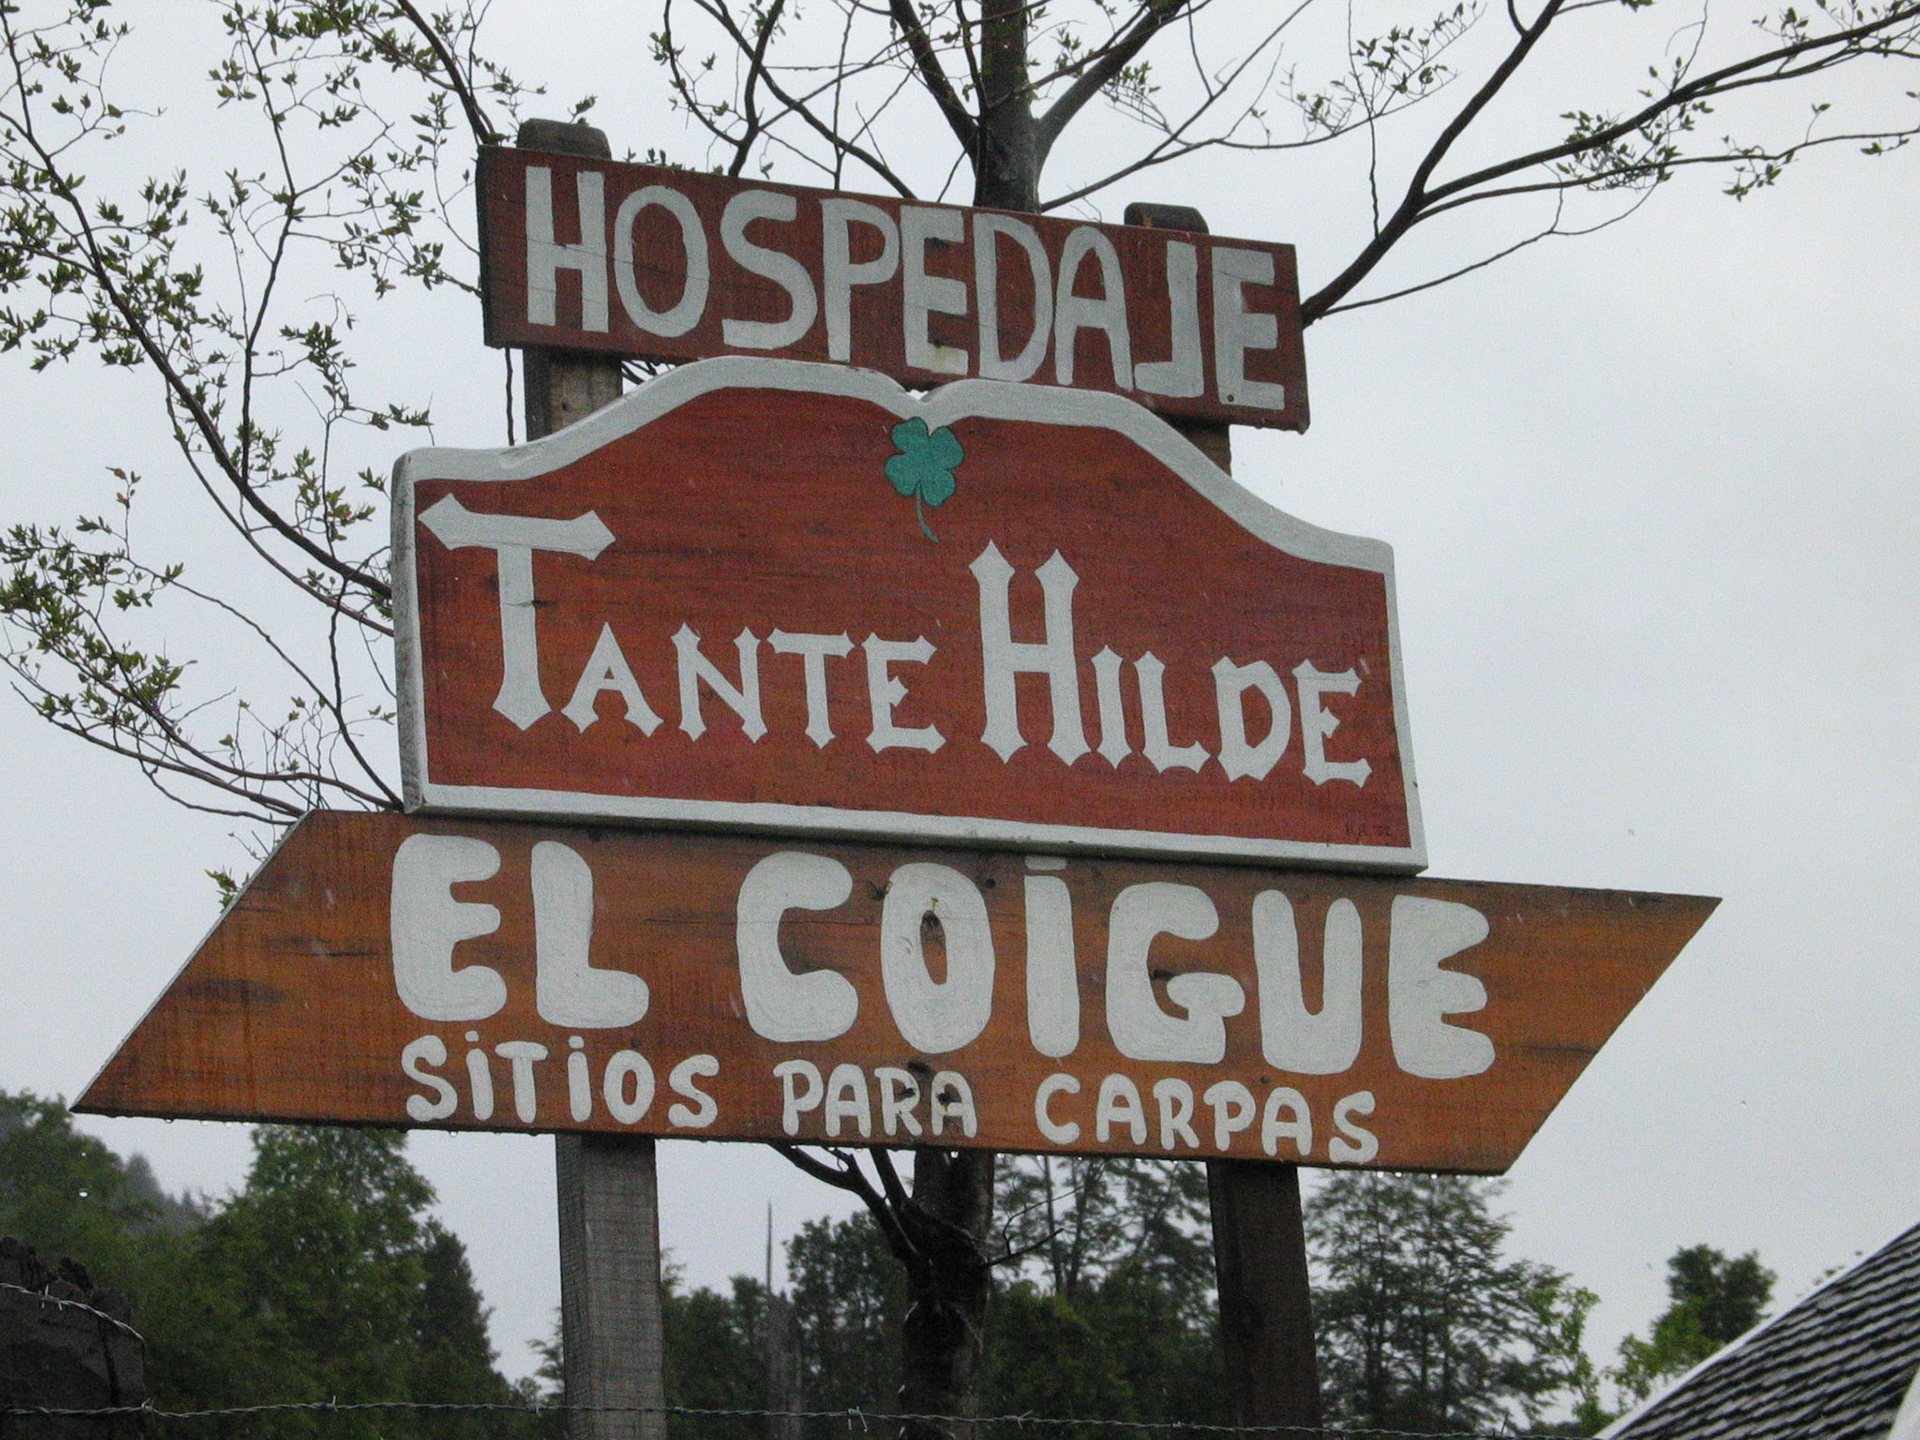 HOSPEDAJE
TANTE HILDE
EL COIGUE
SiTiOS PARA CARPAS